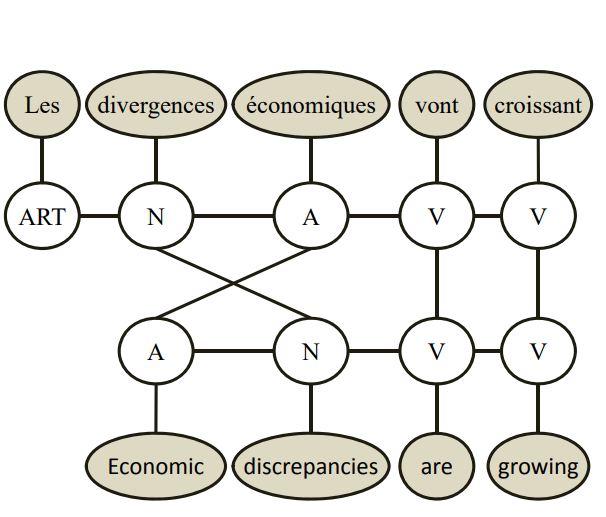 Les divergences économiques vont croissant
ART N A V V
A N V V
Economic discrepancies are growing